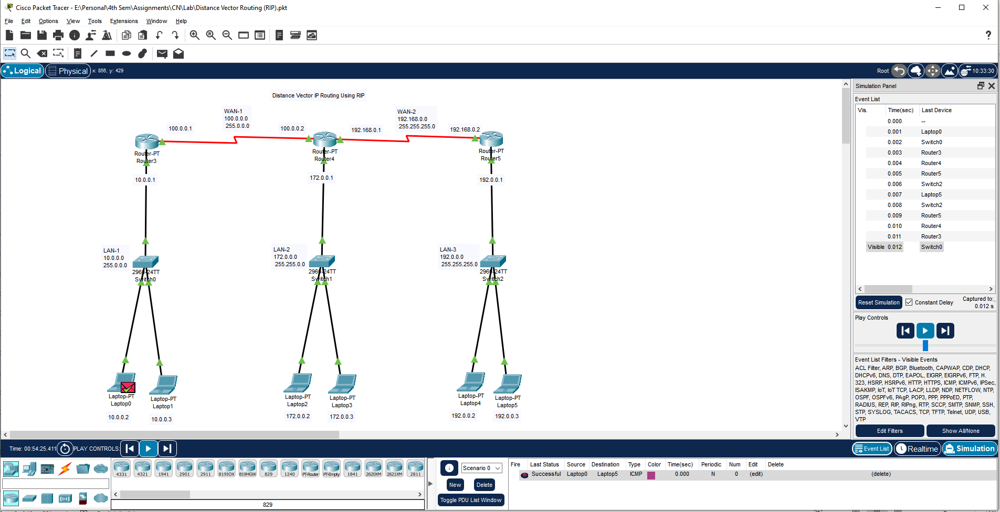 Cisco Packet Tracer - E:\Personal\4th Sem\Assignments\CN\Lab\Distance Vector Routing (RIP).pkt
File Edit Options View Tools Extensions Window Help
?
Logical Physical x: 856, y: 429 Root 10:33:30
Distance Vector IP Routing Using RIP
WAN-1
100.0.0.0
255.0.0.0
WAN-2
192.168.0.0
255.255.255.0
100.0.0.1
100.0.0.2
192.168.0.1
192.168.0.2
Router-PT
Router3
Router-PT
Router4
Router-PT
Router5
10.0.0.1
172.0.0.1
192.0.0.1
LAN-1
10.0.0.0
255.0.0.0
2960-24TT
Switch0
LAN-2
172.0.0.0
255.255.0.0
2960-24TT
Switch1
LAN-3
192.0.0.0
255.255.255.0
2960-24TT
Switch2
Laptop-PT
Laptop0
10.0.0.2
Laptop-PT
Laptop1
10.0.0.3
Laptop-PT
Laptop2
172.0.0.2
Laptop-PT
Laptop3
172.0.0.3
Laptop-PT
Laptop4
192.0.0.2
Laptop-PT
Laptop5
192.0.0.3
Simulation Panel
Event List
Vis. Time(sec) Last Device
0.000 --
0.001 Laptop0
0.002 Switch0
0.003 Router3
0.004 Router4
0.005 Router5
0.006 Switch2
0.007 Laptop5
0.008 Switch2
0.009 Router5
0.010 Router4
0.011 Router3
Visible 0.012 Switch0
Reset Simulation Constant Delay Captured to:
0.012 s
Play Controls
Event List Filters - Visible Events
ACL Filter, ARP, BGP, Bluetooth, CAPWAP, CDP, DHCP,
DHCPv6, DNS, DTP, EAPOL, EIGRP, EIGRPv6, FTP, H.
323, HSRP, HSRPv6, HTTP, HTTPS, ICMP, ICMPv6, IPSec,
ISAKMP, IoT, IoT TCP, LACP, LLDP, NDP, NETFLOW, NTP,
OSPF, OSPFv6, PAgP, POP3, PPP, PPPoED, PTP,
RADIUS, REP, RIP, RIPng, RTP, SCCP, SMTP, SNMP, SSH,
STP, SYSLOG, TACACS, TCP, TFTP, Telnet, UDP, USB,
VTP
Edit Filters Show All/None
Time: 00:54:25.411 PLAY CONTROLS: Event List Realtime Simulation
4331 4321 1941 2901 2911 819IOX 819HGW 829 1240 PT-Router PT-Empty 1841 2620XM 2621XM 2811
829
Scenario 0
New Delete
Toggle PDU List Window
Fire Last Status Source Destination Type Color Time(sec) Periodic Num Edit Delete
Successful Laptop0 Laptop5 ICMP 0.000 N 0 (edit) (delete)